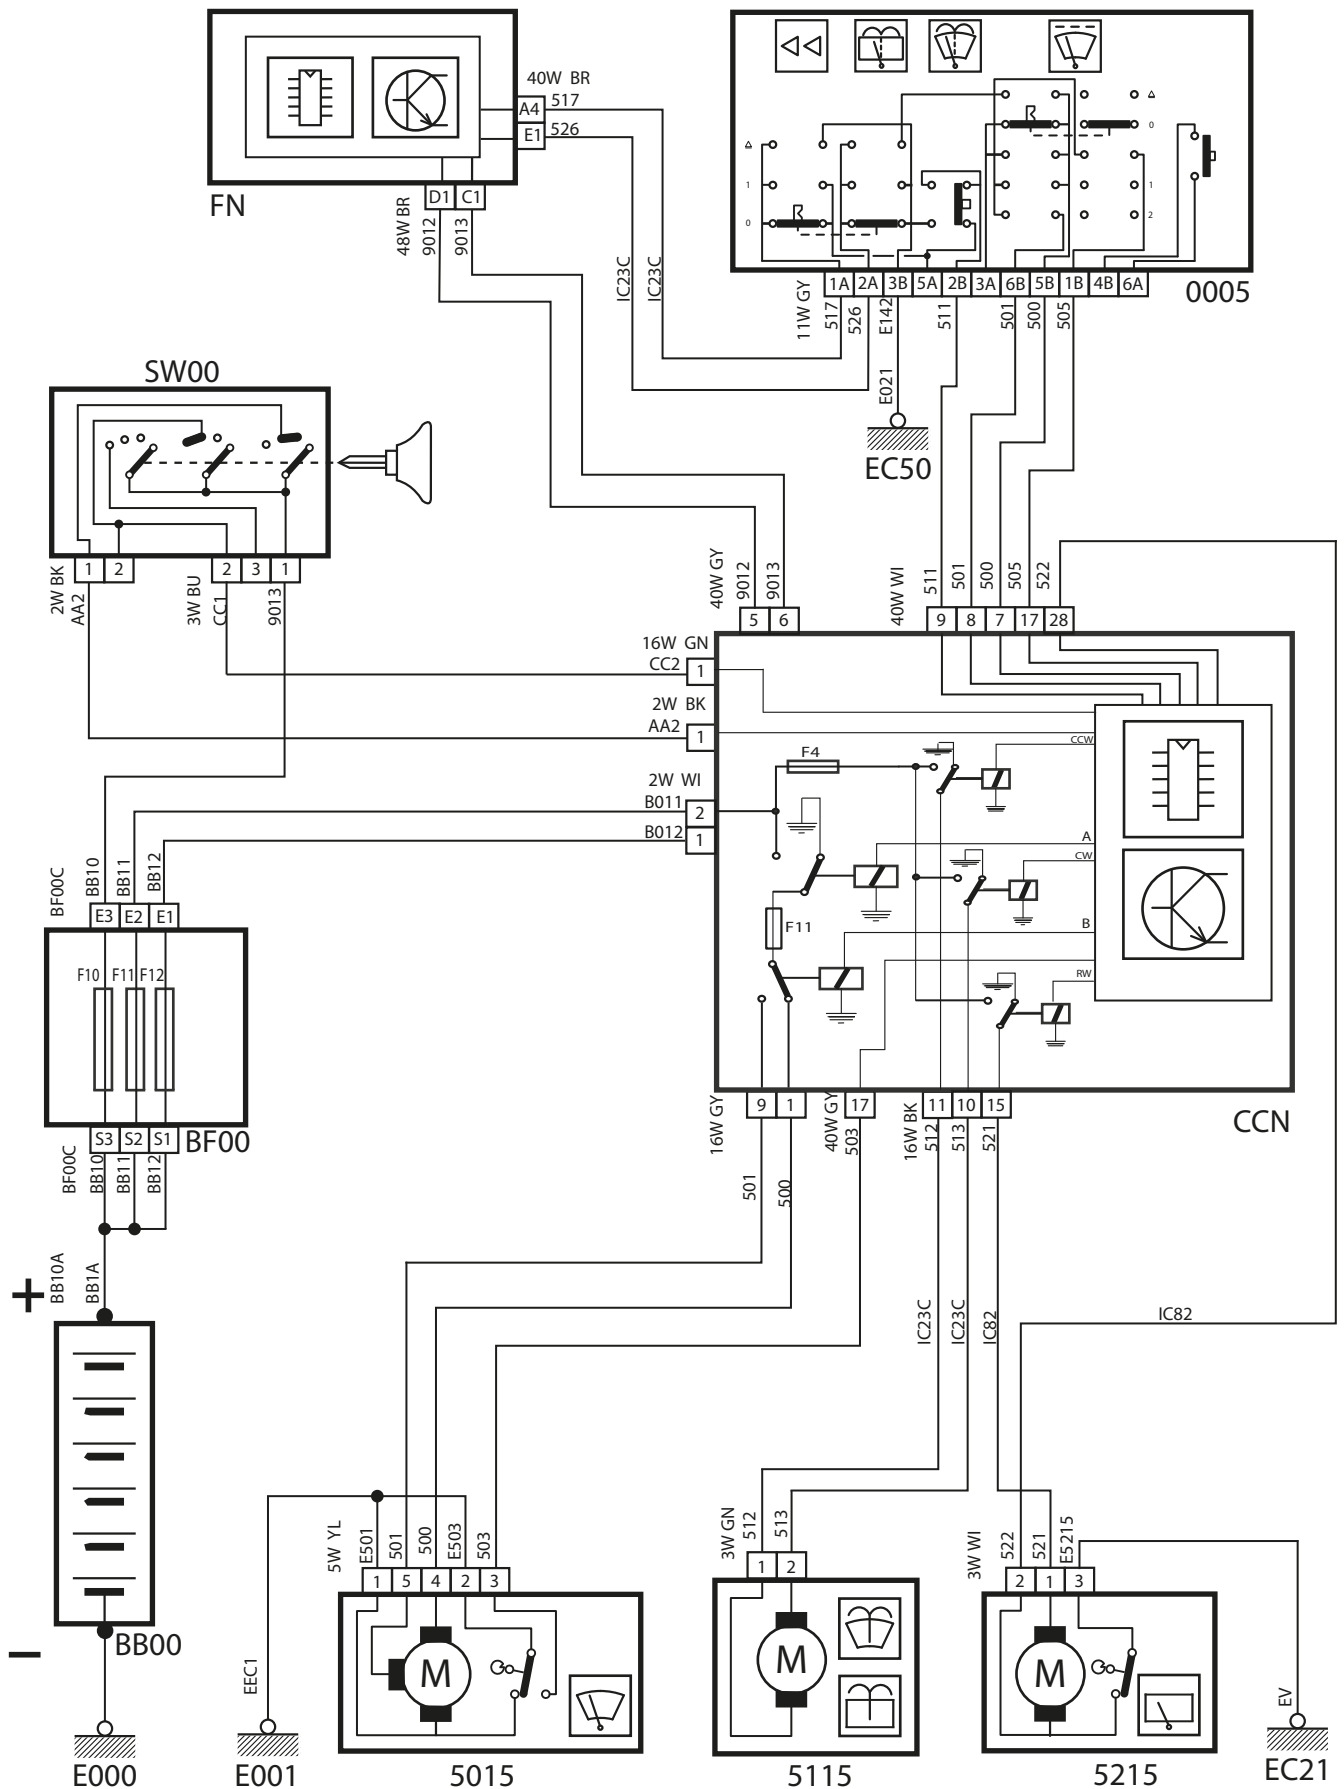 40W BR
A4 517
E1 526
FN
D1 C1
48W BR
9012
9013
IC23C
IC23C
1
0
0
1
2
1A 2A 3B 5A 2B 3A 6B 5B 1B 4B 6A
0005
11W GY
517
526
E142
511
501
500
505
E021
EC50
SW00
1 2 2 3 1
2W BK
AA2
3W BU
CC1
9013
40W GY
9012
9013
40W WI
511
501
500
505
522
5 6 9 8 7 17 28
16W GN
CC2 1
2W BK
AA2 1
2W WI
B011 2
B012 1
F4
CCW
A
CW
F11
B
RW
BF00C
BB10
BB11
BB12
E3 E2 E1
F10 F11 F12
S3 S2 S1
BF00
BF00C
BB10
BB11
BB12
9 1 17 11 10 15
CCN
16W GY
501
500
40W GY
503
16W BK
512
513
521
+
BB10A
BB1A
IC23C
IC23C
IC82
IC82
BB00
–
E000
EEC1
E001
5W YL
E501
501
500
E503
503
1 5 4 2 3
M
5015
3W GN
512
513
1 2
M
5115
3W WI
522
521
E5215
2 1 3
M
5215
EV
EC21